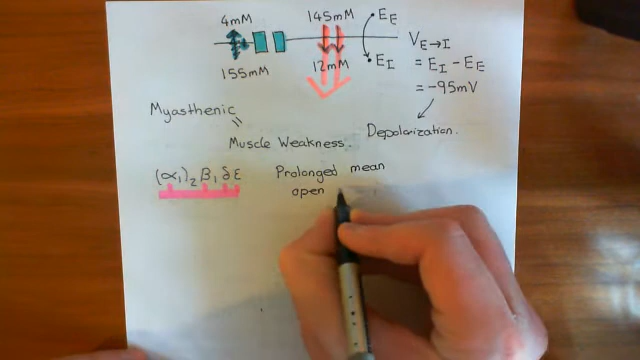 4mM 145mM E_E
155mM 12mM E_I
V_E→I
= E_I - E_E
= -95mV
Myasthenic
Muscle Weakness. Depolarization.
(α₁)₂ β₁ δ ε Prolonged mean
open